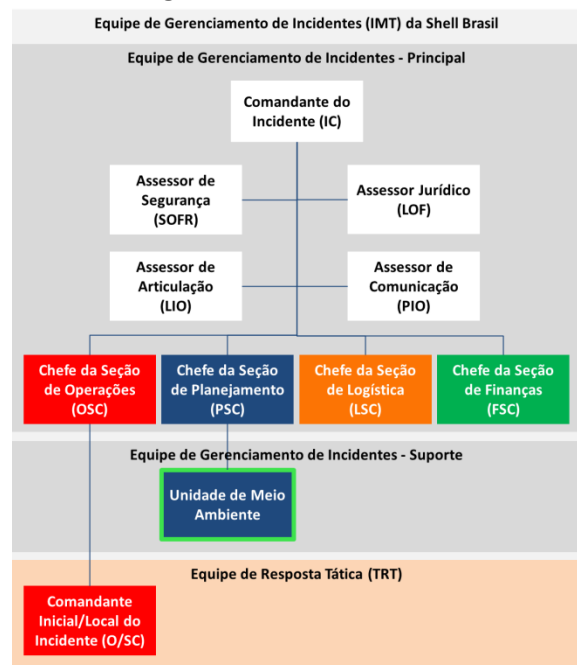 Equipe de Gerenciamento de Incidentes (IMT) da Shell Brasil
Equipe de Gerenciamento de Incidentes - Principal
Comandante do
Incidente (IC)
Assessor de
Segurança
(SOFR)
Assessor Jurídico
(LOF)
Assessor de
Articulação
(LIO)
Assessor de
Comunicação
(PIO)
Chefe da Seção
de Operações
(OSC)
Chefe da Seção
de Planejamento
(PSC)
Chefe da Seção
de Logística
(LSC)
Chefe da Seção
de Finanças
(FSC)
Equipe de Gerenciamento de Incidentes - Suporte
Unidade de Meio
Ambiente
Equipe de Resposta Tática (TRT)
Comandante
Inicial/Local do
Incidente (O/SC)